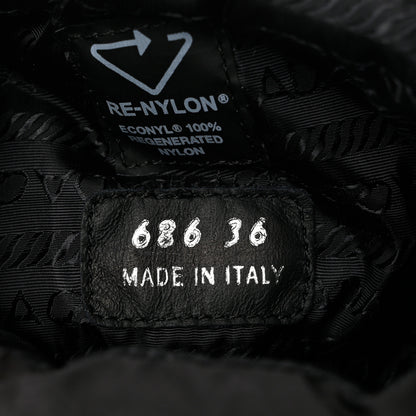 RE-NYLON®
ECONYL® 100%
REGENERATED
NYLON
686 36
MADE IN ITALY